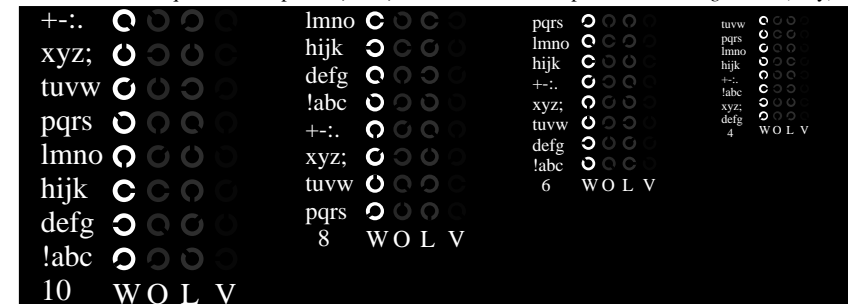 +-:.
xyz;
tuvw
pqrs
lmno
hijk
defg
!abc
10 W O L V
lmno
hijk
defg
!abc
+-:.
xyz;
tuvw
pqrs
8 W O L V
pqrs
lmno
hijk
+-:.
xyz;
tuvw
defg
!abc
6 W O L V
tuvw
pqrs
lmno
hijk
+-:.
!abc
xyz;
defg
4 W O L V